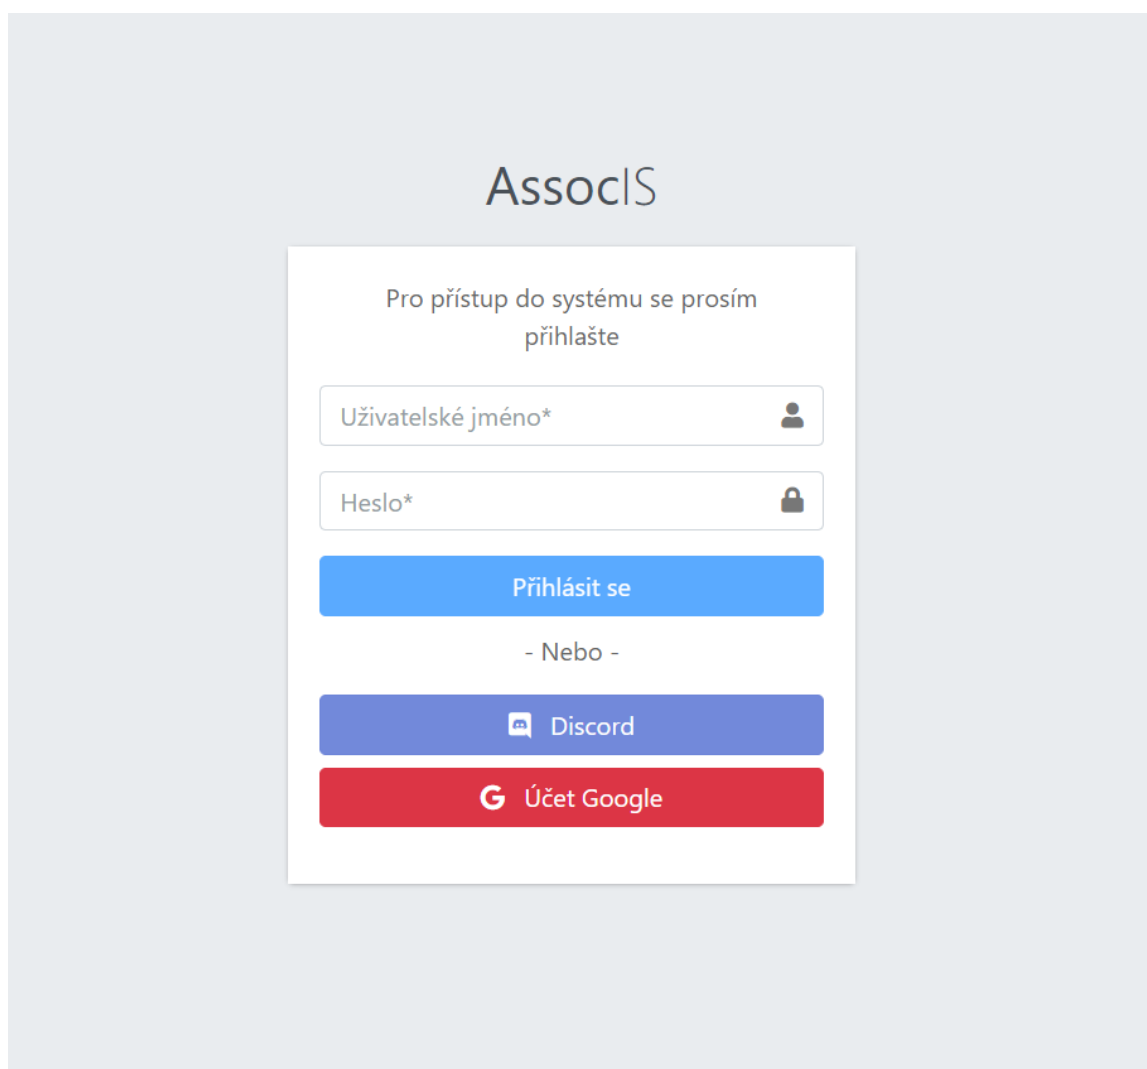 AssocIS
Pro přístup do systému se prosím
přihlašte
Uživatelské jméno*
Heslo*
Přihlásit se
- Nebo -
Discord
Účet Google